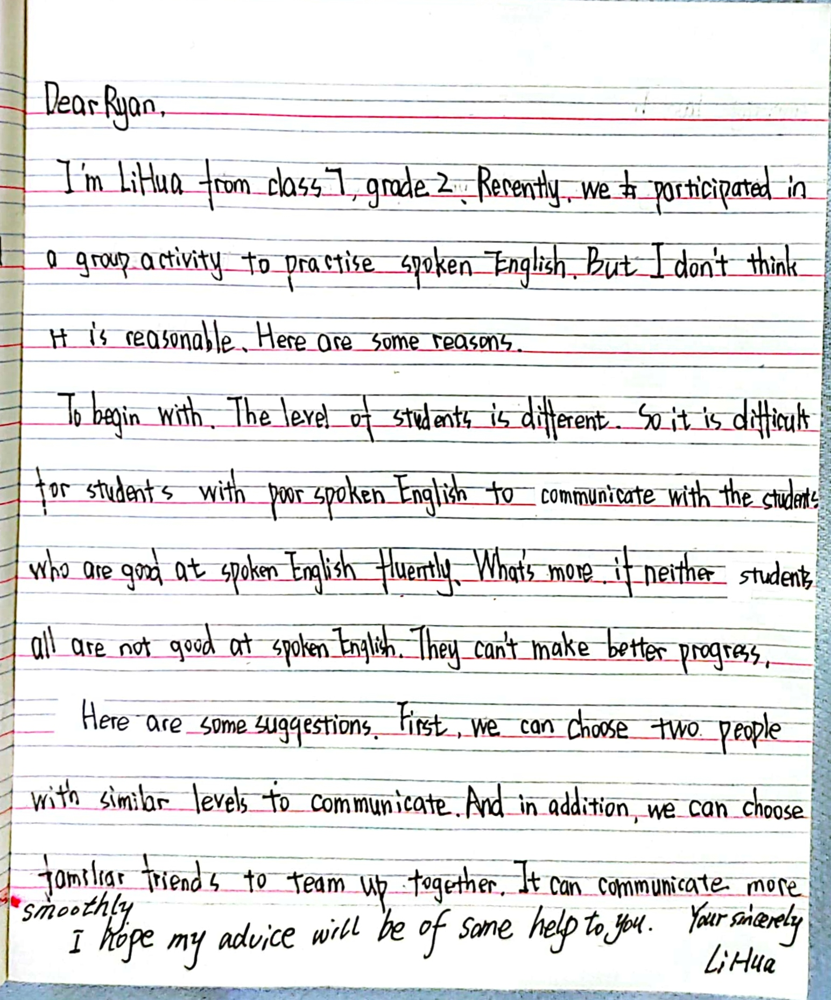 Dear Ryan,
I'm LiHua from class 7, grade 2. Recently, we participated in
a group activity to practise spoken English. But I don't think
it is reasonable. Here are some reasons.
To begin with. The level of students is different. So it is difficult
for students with poor spoken English to communicate with the students
who are good at spoken English fluently. What's more, if neither students
all are not good at spoken English. They can't make better progress.
Here are some suggestions. First, we can choose two people
with similar levels to communicate. And in addition, we can choose
familiar friends to team up together. It can communicate more
smoothly
I hope my advice will be of some help to you. Your sincerely
LiHua